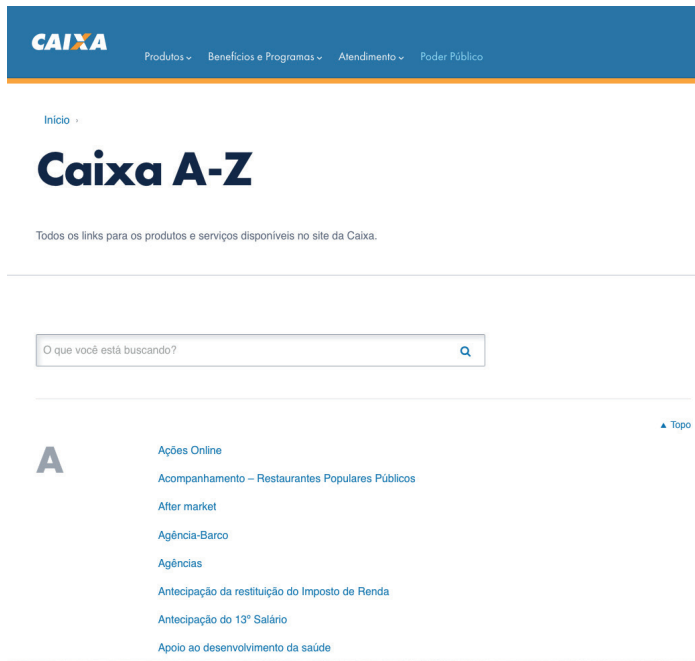 CAIXA
Produtos Benefícios e Programas Atendimento Poder Público
Início ›
Caixa A-Z
Todos os links para os produtos e serviços disponíveis no site da Caixa.
O que você está buscando?
▲ Topo
A
Ações Online
Acompanhamento – Restaurantes Populares Públicos
After market
Agência-Barco
Agências
Antecipação da restituição do Imposto de Renda
Antecipação do 13º Salário
Apoio ao desenvolvimento da saúde